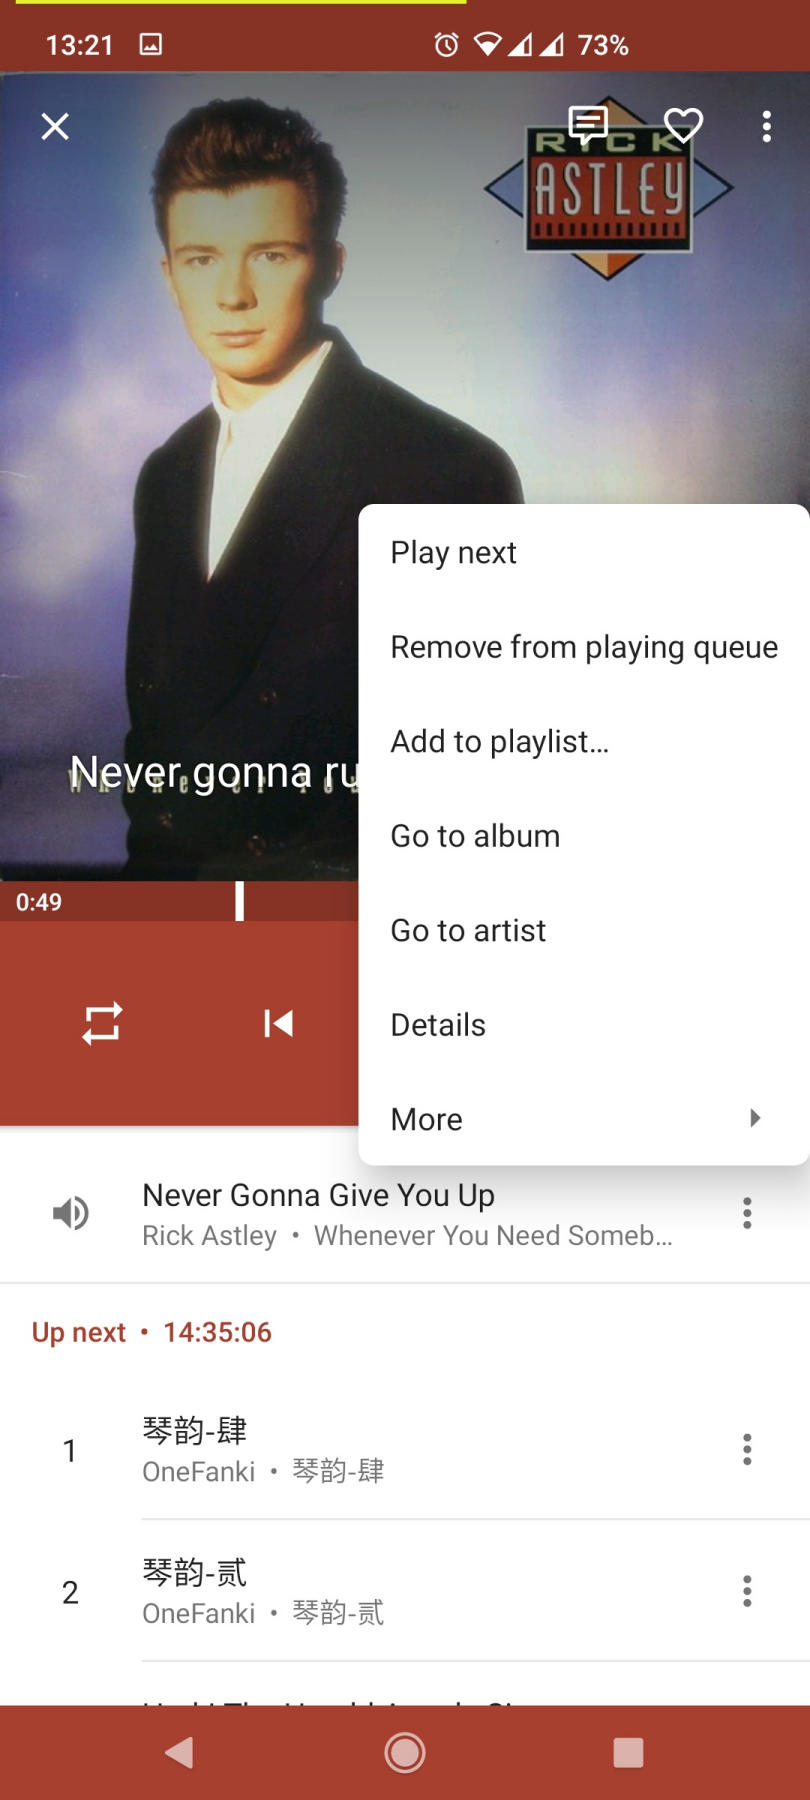 13:21
73%
RICK
ASTLEY
Never gonna ru
0:49
Play next
Remove from playing queue
Add to playlist...
Go to album
Go to artist
Details
More
Never Gonna Give You Up
Rick Astley • Whenever You Need Someb...
Up next • 14:35:06
1
琴韵-肆
OneFanki • 琴韵-肆
2
琴韵-贰
OneFanki • 琴韵-贰